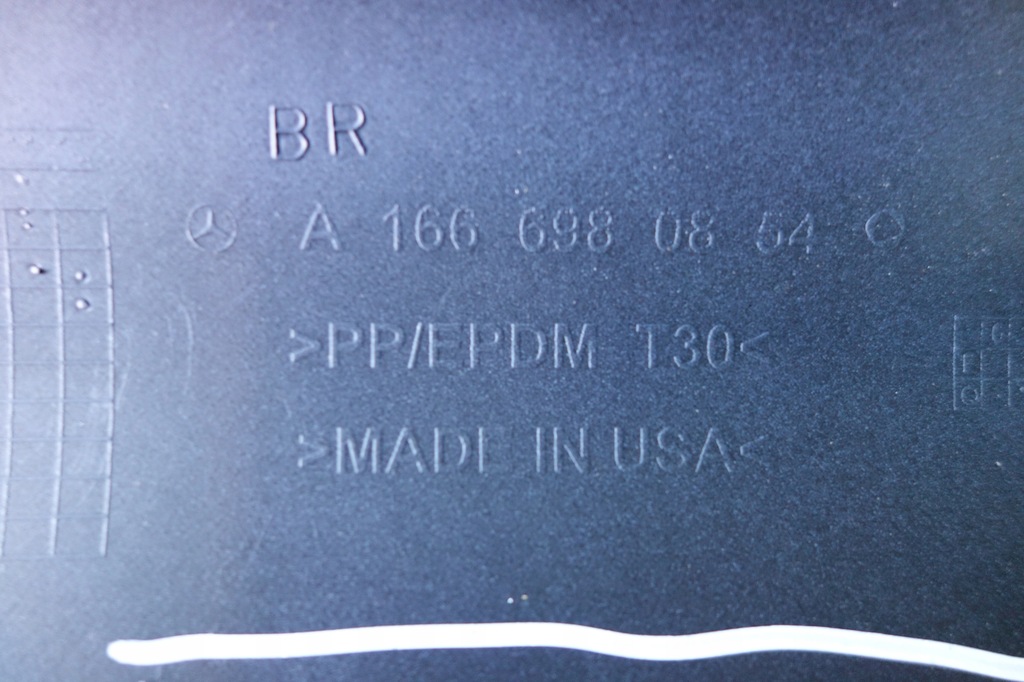 BR
A 166 698 08 54
>PP/EPDM T30<
>MADE IN USA<